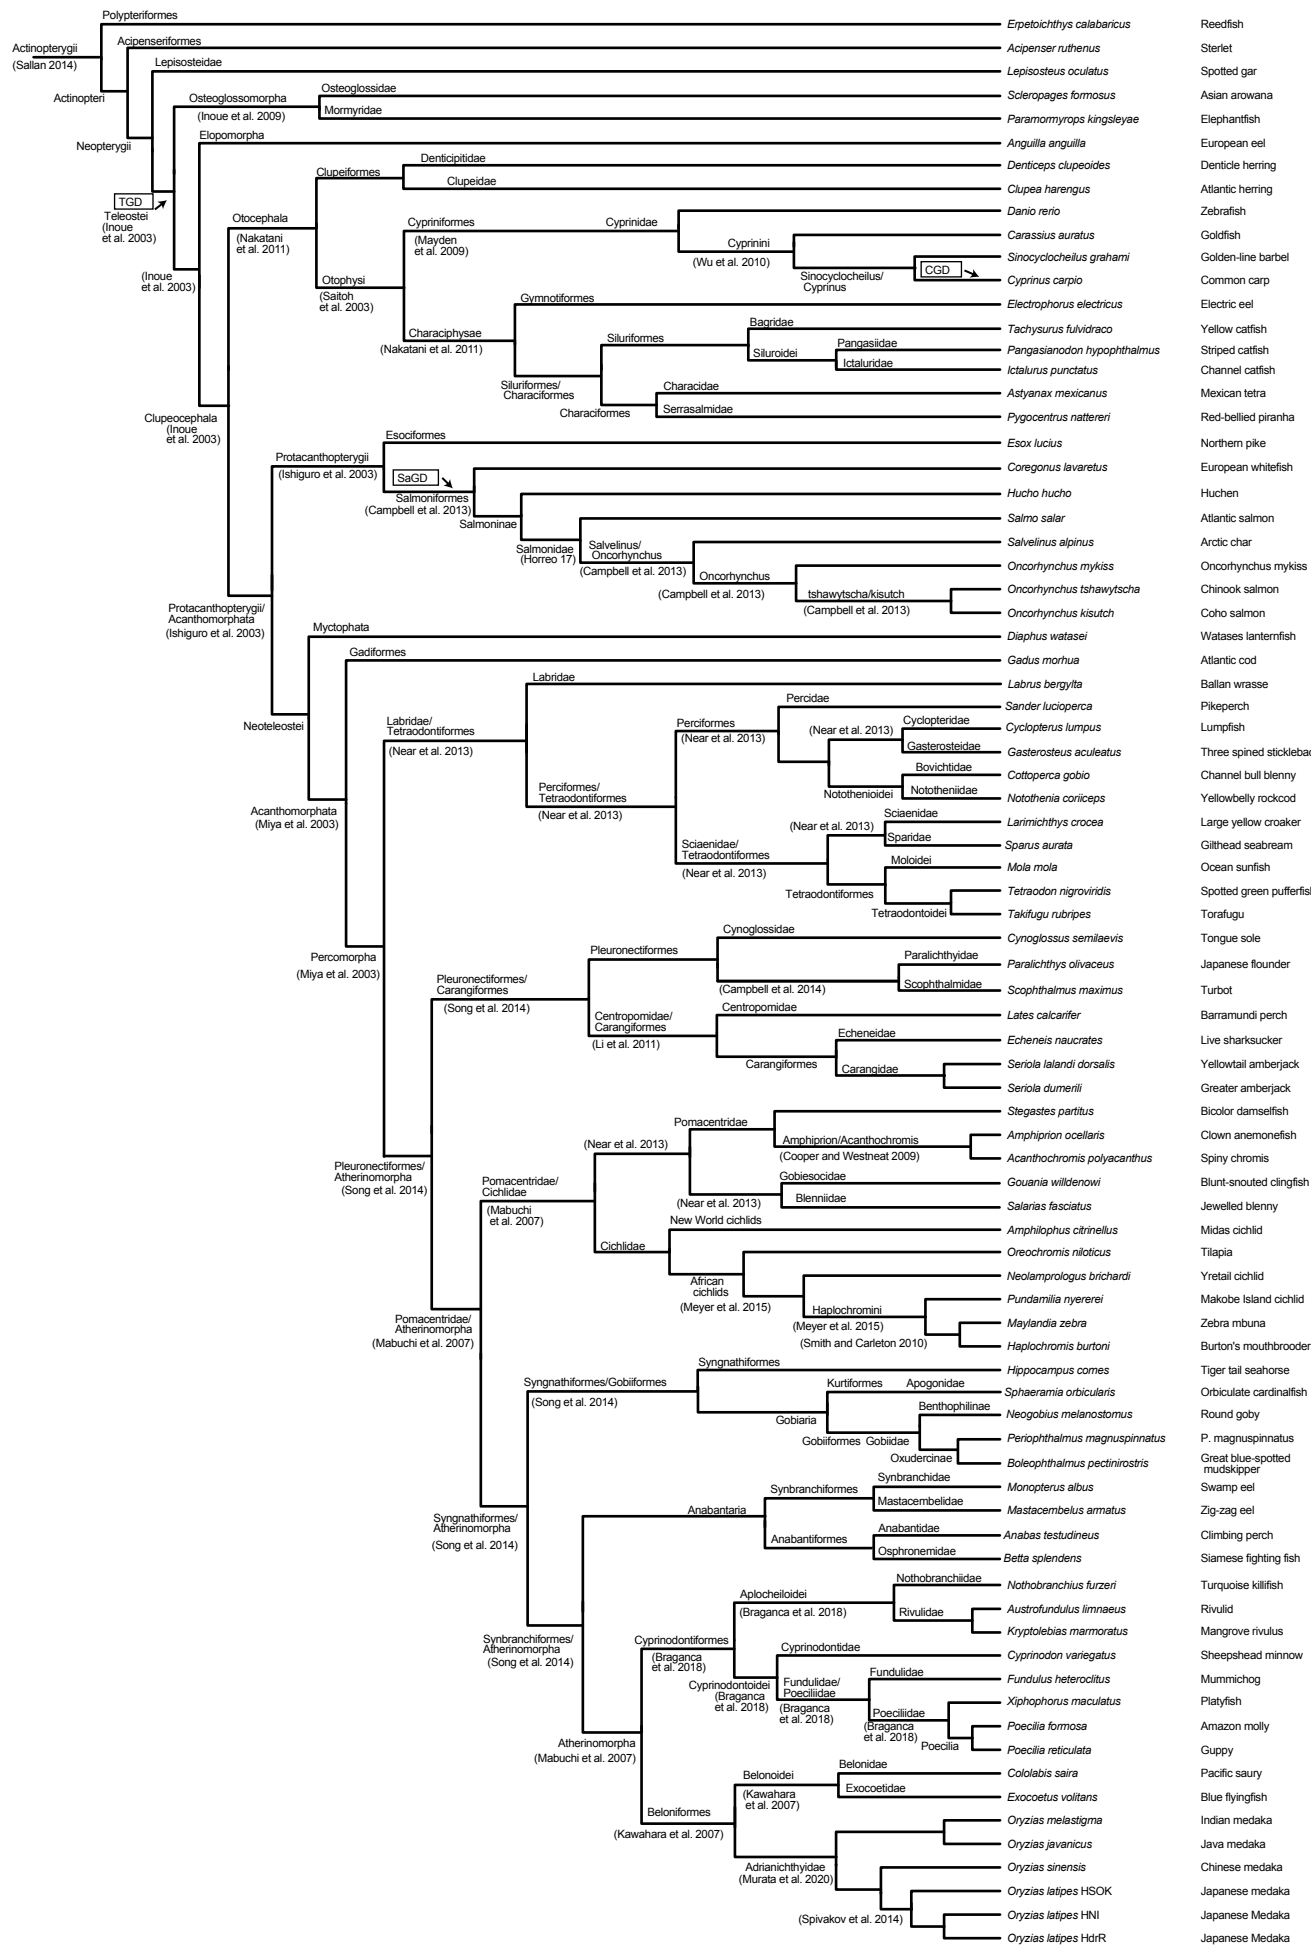 Polypteriformes
Erpetoichthys calabaricus Reedfish
Actinopterygii
(Sallan 2014)
Acipenseriformes
Acipenser ruthenus Sterlet
Actinopteri
Lepisosteidae
Lepisosteus oculatus Spotted gar
Neopterygii
Osteoglossomorpha
(Inoue et al. 2009)
Osteoglossidae
Scleropages formosus Asian arowana
Mormyridae
Paramormyrops kingsleyae Elephantfish
TGD
Teleostei
(Inoue
et al. 2003)
Elopomorpha
Anguilla anguilla European eel
(Inoue
et al. 2003)
Otocephala
(Nakatani
et al. 2011)
Clupeiformes
Denticipitidae
Denticeps clupeoides Denticle herring
Clupeidae
Clupea harengus Atlantic herring
Otophysi
(Saitoh
et al. 2003)
Cypriniformes
(Mayden
et al. 2009)
Cyprinidae
Danio rerio Zebrafish
Cyprinini
(Wu et al. 2010)
Carassius auratus Goldfish
Sinocyclocheilus/
Cyprinus
Sinocyclocheilus grahami Golden-line barbel
CGD
Cyprinus carpio Common carp
Characiphysae
(Nakatani et al. 2011)
Gymnotiformes
Electrophorus electricus Electric eel
Siluriformes/
Characiformes
Siluriformes
Bagridae
Tachysurus fulvidraco Yellow catfish
Siluroidei
Pangasiidae
Pangasianodon hypophthalmus Striped catfish
Ictaluridae
Ictalurus punctatus Channel catfish
Characiformes
Characidae
Astyanax mexicanus Mexican tetra
Serrasalmidae
Pygocentrus nattereri Red-bellied piranha
Clupeocephala
(Inoue
et al. 2003)
Protacanthopterygii
(Ishiguro et al. 2003)
Esociformes
Esox lucius Northern pike
SaGD
Salmoniformes
(Campbell et al. 2013)
Coregonus lavaretus European whitefish
Salmoninae
Hucho hucho Huchen
Salmonidae
(Horreo 17)
Salmo salar Atlantic salmon
Salvelinus/
Oncorhynchus
(Campbell et al. 2013)
Salvelinus alpinus Arctic char
Oncorhynchus
(Campbell et al. 2013)
Oncorhynchus mykiss Oncorhynchus mykiss
tshawytscha/kisutch
(Campbell et al. 2013)
Oncorhynchus tshawytscha Chinook salmon
Oncorhynchus kisutch Coho salmon
Protacanthopterygii/
Acanthomorphata
(Ishiguro et al. 2003)
Myctophata
Diaphus watasei Watases lanternfish
Neoteleostei
Gadiformes
Gadus morhua Atlantic cod
Acanthomorphata
(Miya et al. 2003)
Labridae/
Tetraodontiformes
(Near et al. 2013)
Labridae
Labrus bergylta Ballan wrasse
Perciformes/
Tetraodontiformes
(Near et al. 2013)
Perciformes
(Near et al. 2013)
Percidae
Sander lucioperca Pikeperch
(Near et al. 2013)
Cyclopteridae
Cyclopterus lumpus Lumpfish
Gasterosteidae
Gasterosteus aculeatus Three spined stickleba
Notothenioidei
Bovichtidae
Cottoperca gobio Channel bull blenny
Nototheniidae
Notothenia coriiceps Yellowbelly rockcod
Sciaenidae/
Tetraodontiformes
(Near et al. 2013)
(Near et al. 2013)
Sciaenidae
Larimichthys crocea Large yellow croaker
Sparidae
Sparus aurata Gilthead seabream
Tetraodontiformes
Moloidei
Mola mola Ocean sunfish
Tetraodontoidei
Tetraodon nigroviridis Spotted green pufferfis
Takifugu rubripes Torafugu
Percomorpha
(Miya et al. 2003)
Pleuronectiformes/
Carangiformes
(Song et al. 2014)
Pleuronectiformes
Cynoglossidae
Cynoglossus semilaevis Tongue sole
(Campbell et al. 2014)
Paralichthyidae
Paralichthys olivaceus Japanese flounder
Scophthalmidae
Scophthalmus maximus Turbot
Centropomidae/
Carangiformes
(Li et al. 2011)
Centropomidae
Lates calcarifer Barramundi perch
Carangiformes
Echeneidae
Echeneis naucrates Live sharksucker
Carangidae
Seriola lalandi dorsalis Yellowtail amberjack
Seriola dumerili Greater amberjack
Pleuronectiformes/
Atherinomorpha
(Song et al. 2014)
Pomacentridae/
Cichlidae
(Mabuchi
et al. 2007)
(Near et al. 2013)
Pomacentridae
Stegastes partitus Bicolor damselfish
Amphiprion/Acanthochromis
(Cooper and Westneat 2009)
Amphiprion ocellaris Clown anemonefish
Acanthochromis polyacanthus Spiny chromis
(Near et al. 2013)
Gobiesocidae
Gouania willdenowi Blunt-snouted clingfish
Blenniidae
Salarias fasciatus Jewelled blenny
Cichlidae
New World cichlids
Amphilophus citrinellus Midas cichlid
African
cichlids
(Meyer et al. 2015)
Oreochromis niloticus Tilapia
Neolamprologus brichardi Yretail cichlid
Haplochromini
(Meyer et al. 2015)
(Smith and Carleton 2010)
Pundamilia nyererei Makobe Island cichlid
Maylandia zebra Zebra mbuna
Haplochromis burtoni Burton's mouthbrooder
Pomacentridae/
Atherinomorpha
(Mabuchi et al. 2007)
Syngnathiformes/Gobiiformes
(Song et al. 2014)
Syngnathiformes
Hippocampus comes Tiger tail seahorse
Gobiaria
Kurtiformes Apogonidae
Sphaeramia orbicularis Orbiculate cardinalfish
Gobiiformes Gobiidae
Benthophilinae
Neogobius melanostomus Round goby
Oxudercinae
Periophthalmus magnuspinnatus P. magnuspinnatus
Boleophthalmus pectinirostris Great blue-spotted
mudskipper
Syngnathiformes/
Atherinomorpha
(Song et al. 2014)
Anabantaria
Synbranchiformes
Synbranchidae
Monopterus albus Swamp eel
Mastacembelidae
Mastacembelus armatus Zig-zag eel
Anabantiformes
Anabantidae
Anabas testudineus Climbing perch
Osphronemidae
Betta splendens Siamese fighting fish
Synbranchiformes/
Atherinomorpha
(Song et al. 2014)
Cyprinodontiformes
(Braganca
et al. 2018)
Aplocheiloidei
(Braganca et al. 2018)
Nothobranchiidae
Nothobranchius furzeri Turquoise killifish
Rivulidae
Austrofundulus limnaeus Rivulid
Kryptolebias marmoratus Mangrove rivulus
Cyprinodontoidei
(Braganca
et al. 2018)
Cyprinodontidae
Cyprinodon variegatus Sheepshead minnow
Fundulidae/
Poeciliidae
(Braganca
et al. 2018)
Fundulidae
Fundulus heteroclitus Mummichog
Poeciliidae
(Braganca
et al. 2018)
Xiphophorus maculatus Platyfish
Poecilia
Poecilia formosa Amazon molly
Poecilia reticulata Guppy
Atherinomorpha
(Mabuchi et al. 2007)
Beloniformes
(Kawahara et al. 2007)
Belonoidei
(Kawahara
et al. 2007)
Belonidae
Cololabis saira Pacific saury
Exocoetidae
Exocoetus volitans Blue flyingfish
Adrianichthyidae
(Murata et al. 2020)
Oryzias melastigma Indian medaka
Oryzias javanicus Java medaka
Oryzias sinensis Chinese medaka
(Spivakov et al. 2014)
Oryzias latipes HSOK Japanese medaka
Oryzias latipes HNI Japanese Medaka
Oryzias latipes HdrR Japanese Medaka